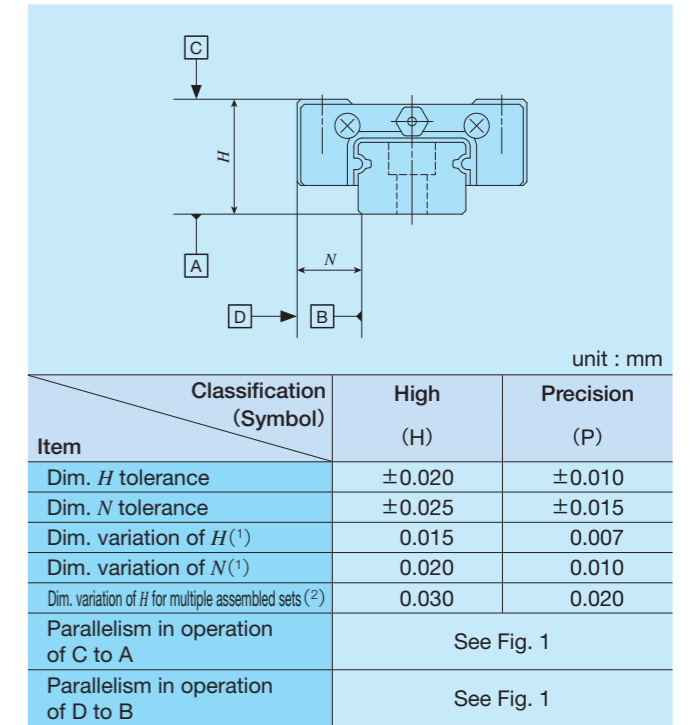 C
H
A
N
D
B
unit : mm
Classification
(Symbol)
Item
High
(H)
Precision
(P)
Dim. H tolerance ±0.020 ±0.010
Dim. N tolerance ±0.025 ±0.015
Dim. variation of H(1) 0.015 0.007
Dim. variation of N(1) 0.020 0.010
Dim. variation of H for multiple assembled sets (2) 0.030 0.020
Parallelism in operation
of C to A
See Fig. 1
Parallelism in operation
of D to B
See Fig. 1